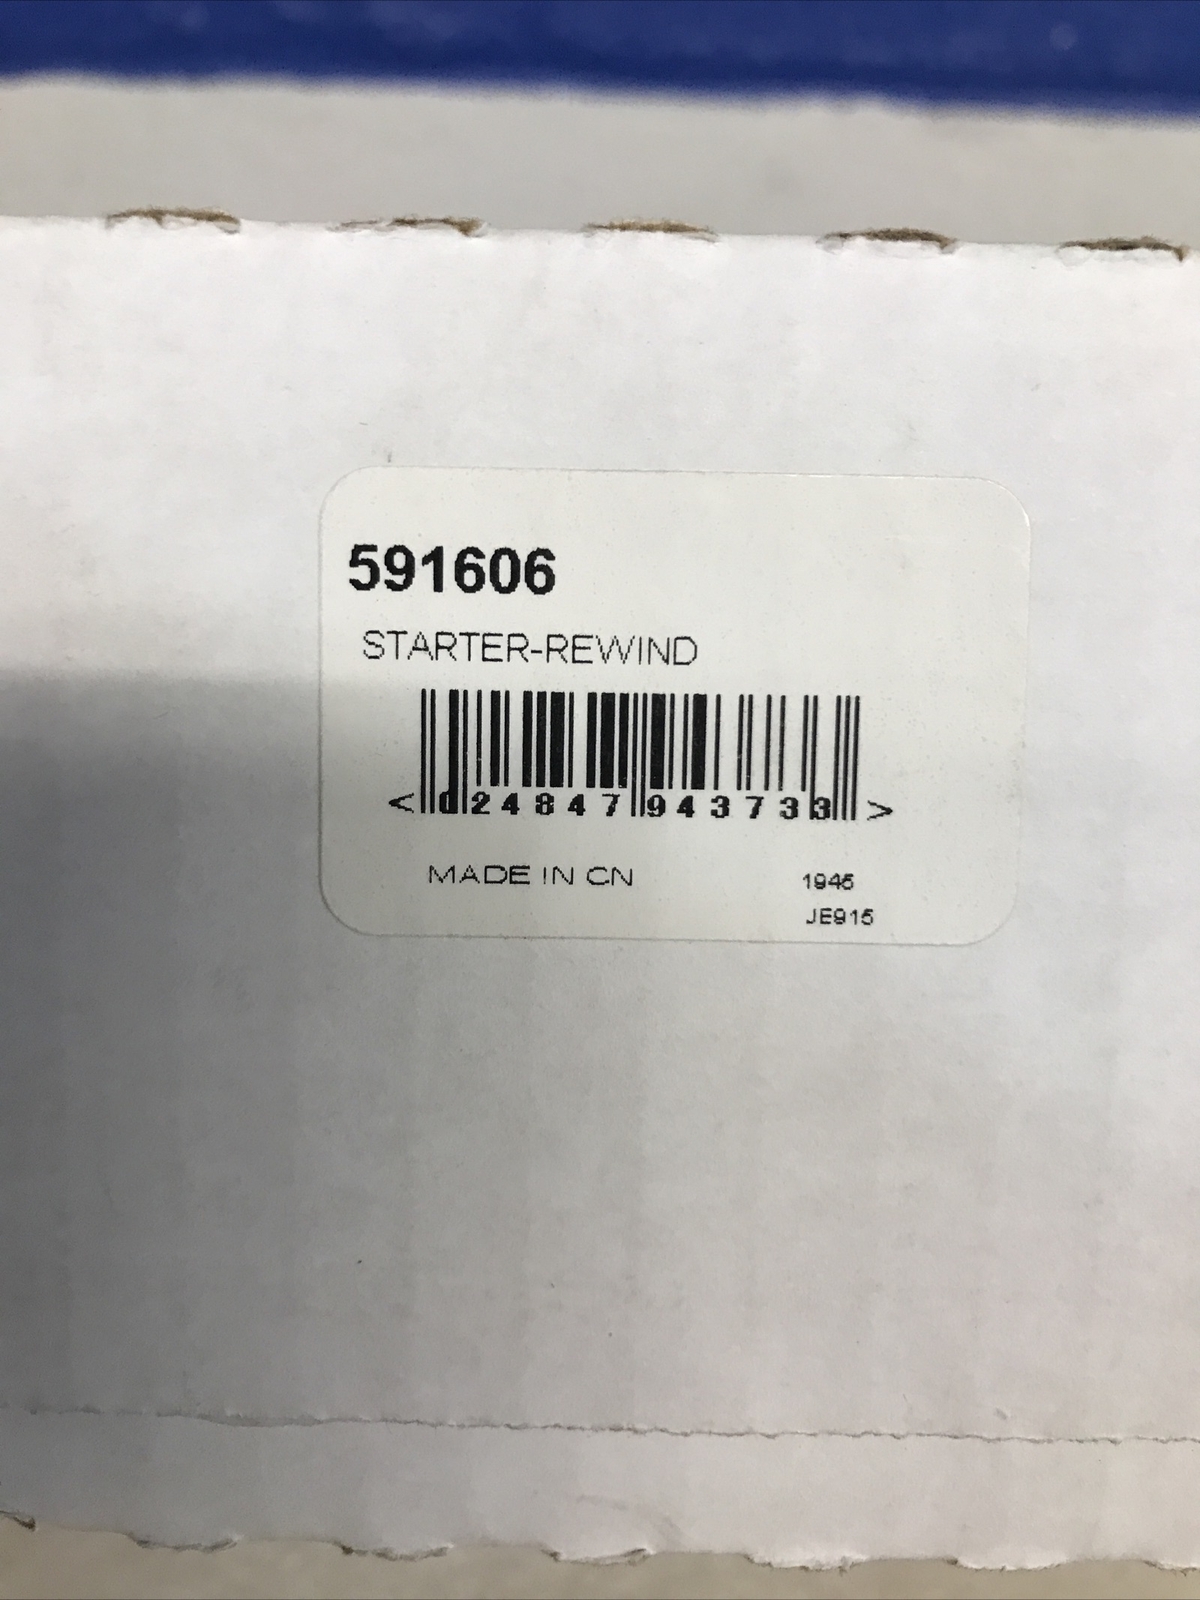 591606
STARTER-REWIND
<024847943733>
MADE IN CN
1945
JE915